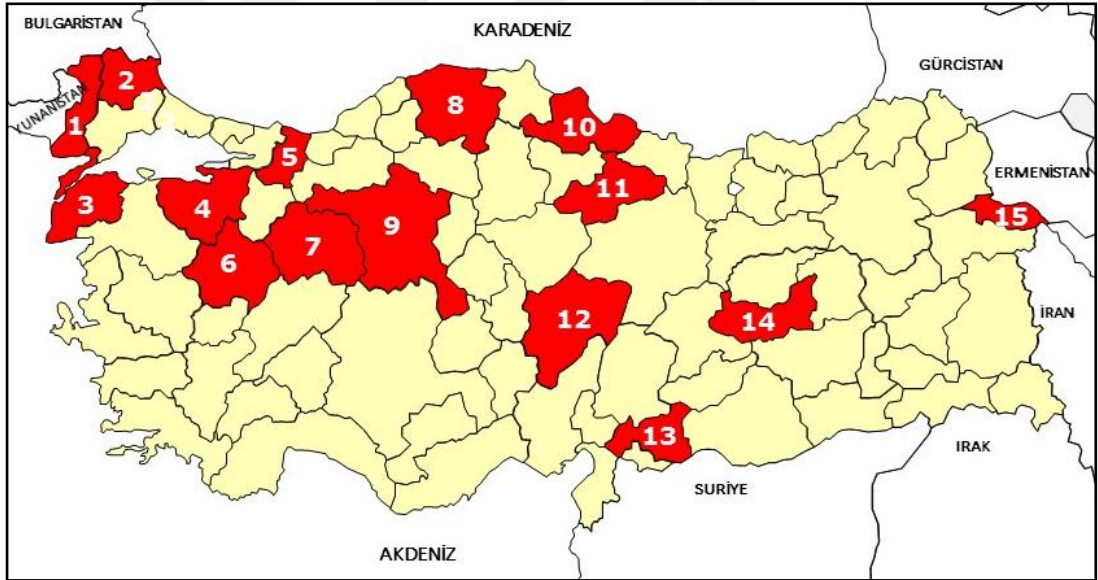 BULGARİSTAN
KARADENİZ
GÜRCİSTAN
YUNANİSTAN
ERMENİSTAN
İRAN
IRAK
SURİYE
AKDENİZ
1
2
3
4
5
6
7
8
9
10
11
12
13
14
15